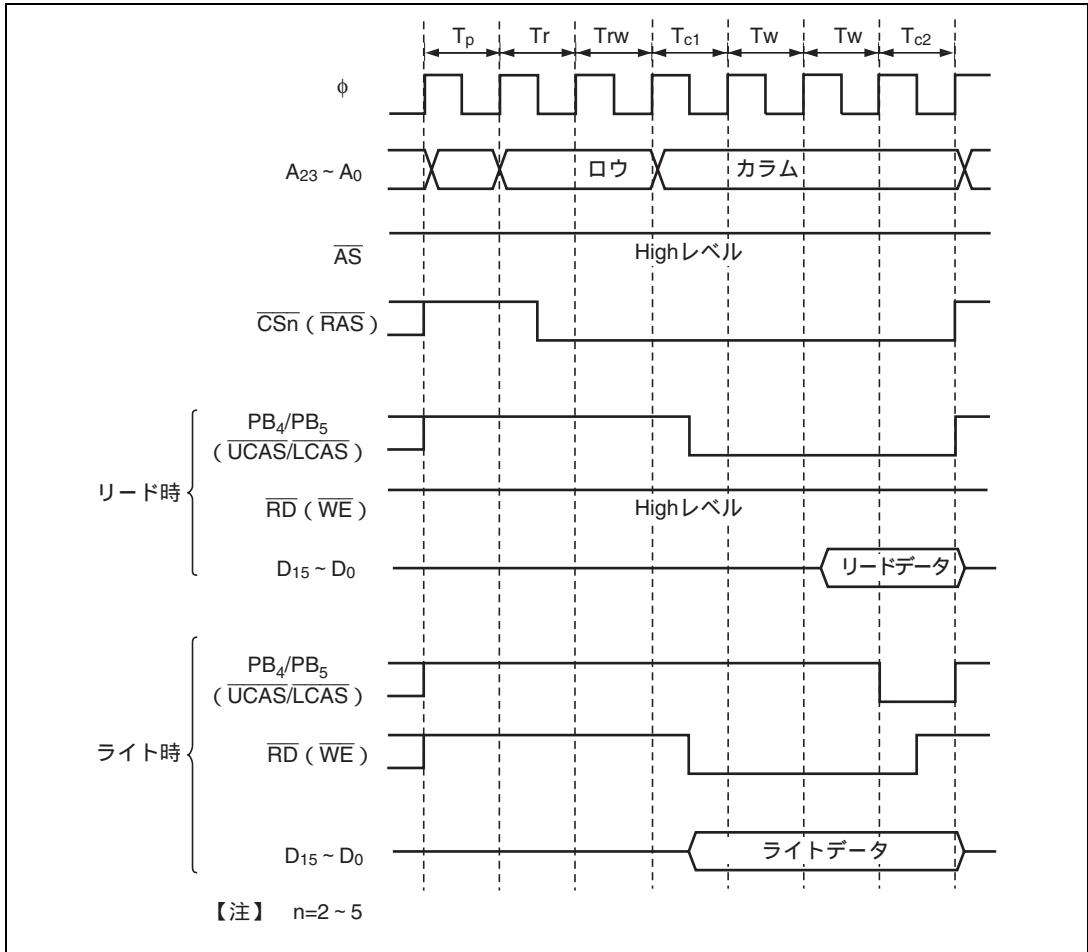 Tp Tr Trw Tc1 Tw Tw Tc2
φ
A23 ~ A0 ロウ カラム
AS Highレベル
CSn ( RAS )
リード時
PB4/PB5
( UCAS/LCAS )
RD ( WE ) Highレベル
D15 ~ D0 リードデータ
ライト時
PB4/PB5
( UCAS/LCAS )
RD ( WE )
D15 ~ D0 ライトデータ
【注】 n=2 ~ 5